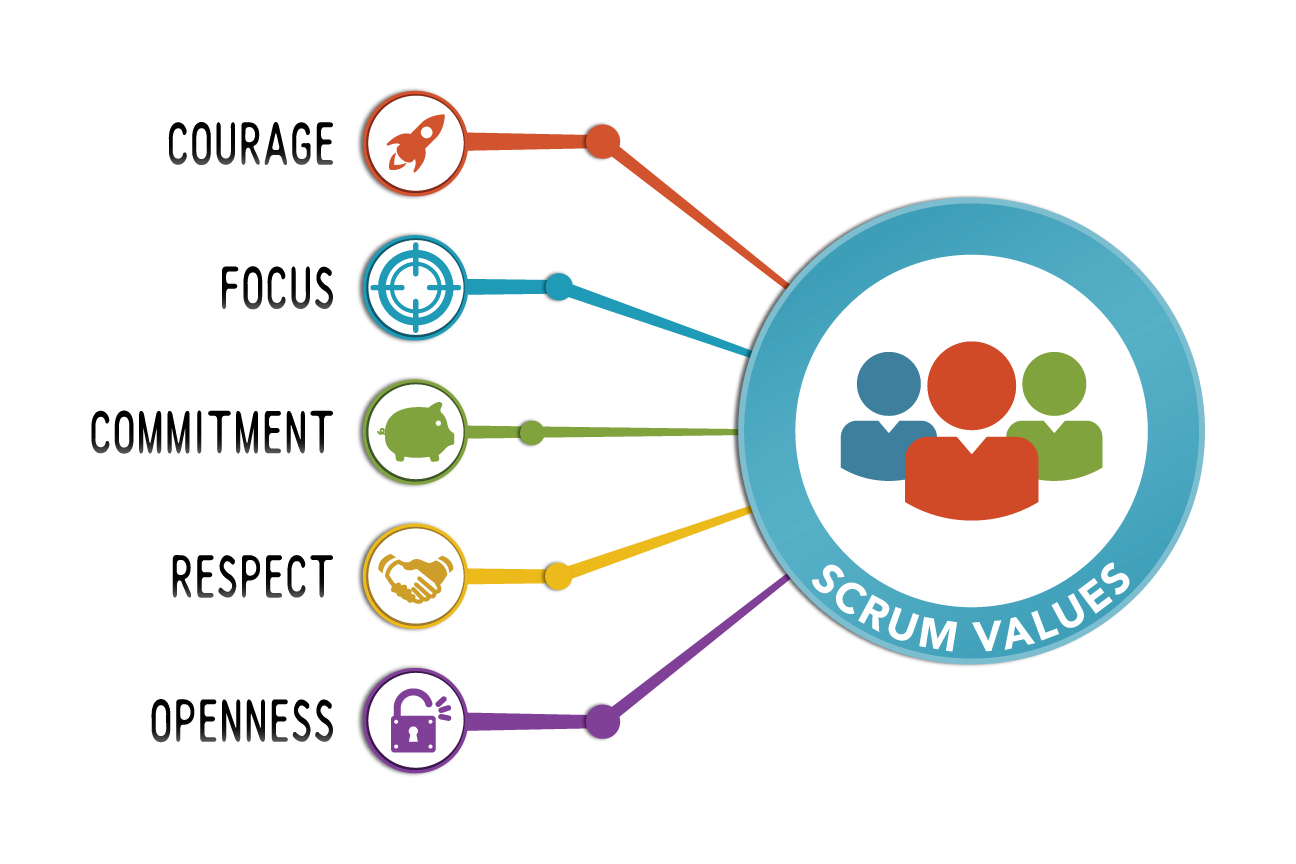 COURAGE
FOCUS
COMMITMENT
RESPECT
OPENNESS
SCRUM VALUES